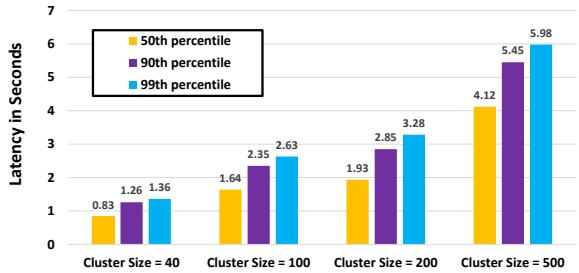 Latency in Seconds
7
6
5
4
3
2
1
0
50th percentile
90th percentile
99th percentile
0.83
1.26
1.36
1.64
2.35
2.63
1.93
2.85
3.28
4.12
5.45
5.98
Cluster Size = 40
Cluster Size = 100
Cluster Size = 200
Cluster Size = 500